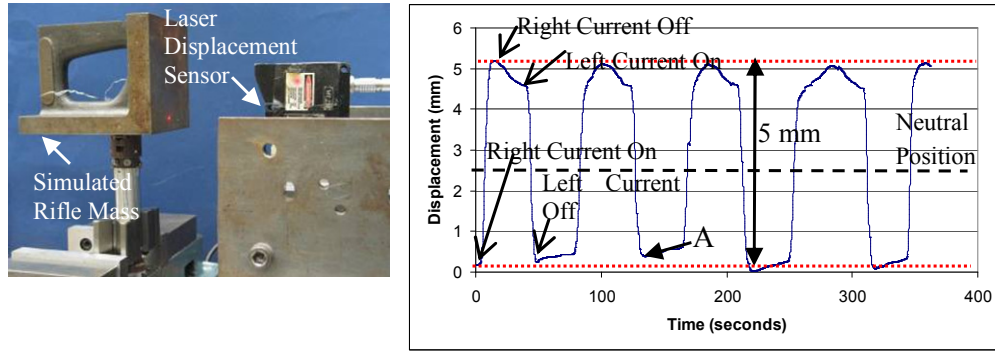 Laser
Displacement
Sensor
Simulated
Rifle Mass
Displacement (mm)
6
5
4
3
2
1
0
Right Current Off
Left Current On
5 mm
Neutral
Position
Right Current On
Left Current
Off
A
0
100
200
300
400
Time (seconds)